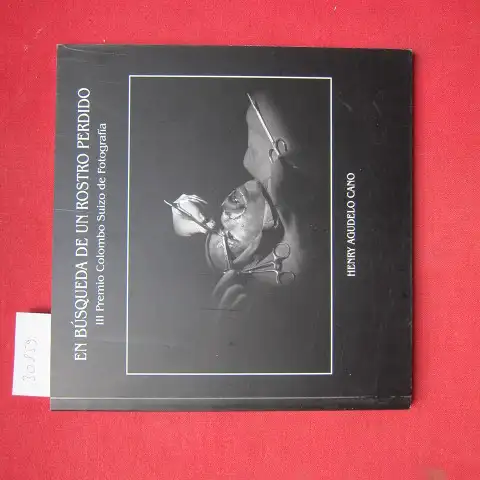 EN BÚSQUEDA DE UN ROSTRO PERDIDO
III Premio Colombo Suizo de Fotografía
HENRY AGUDELO CANO